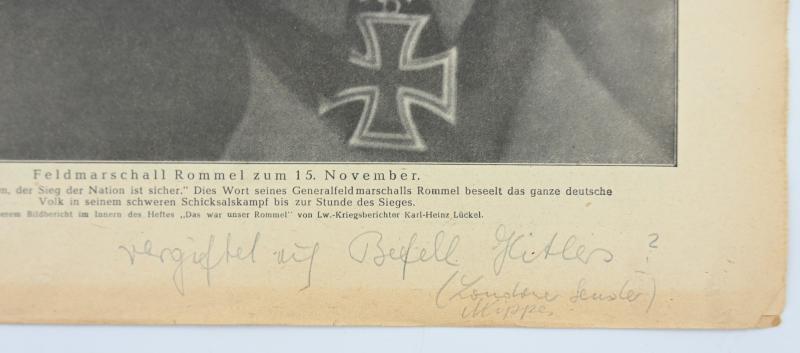 Feldmarschall Rommel zum 15. November.
n, der Sieg der Nation ist sicher." Dies Wort seines Generalfeldmarschalls Rommel beseelt das ganze deutsche
Volk in seinem schweren Schicksalskampf bis zur Stunde des Sieges.
erem Bildbericht im Innern des Heftes „Das war unser Rommel" von Lw.-Kriegsberichter Karl-Heinz Lückel.
vergiftet auf Befell Hitlers ?
(Londoner Sender)